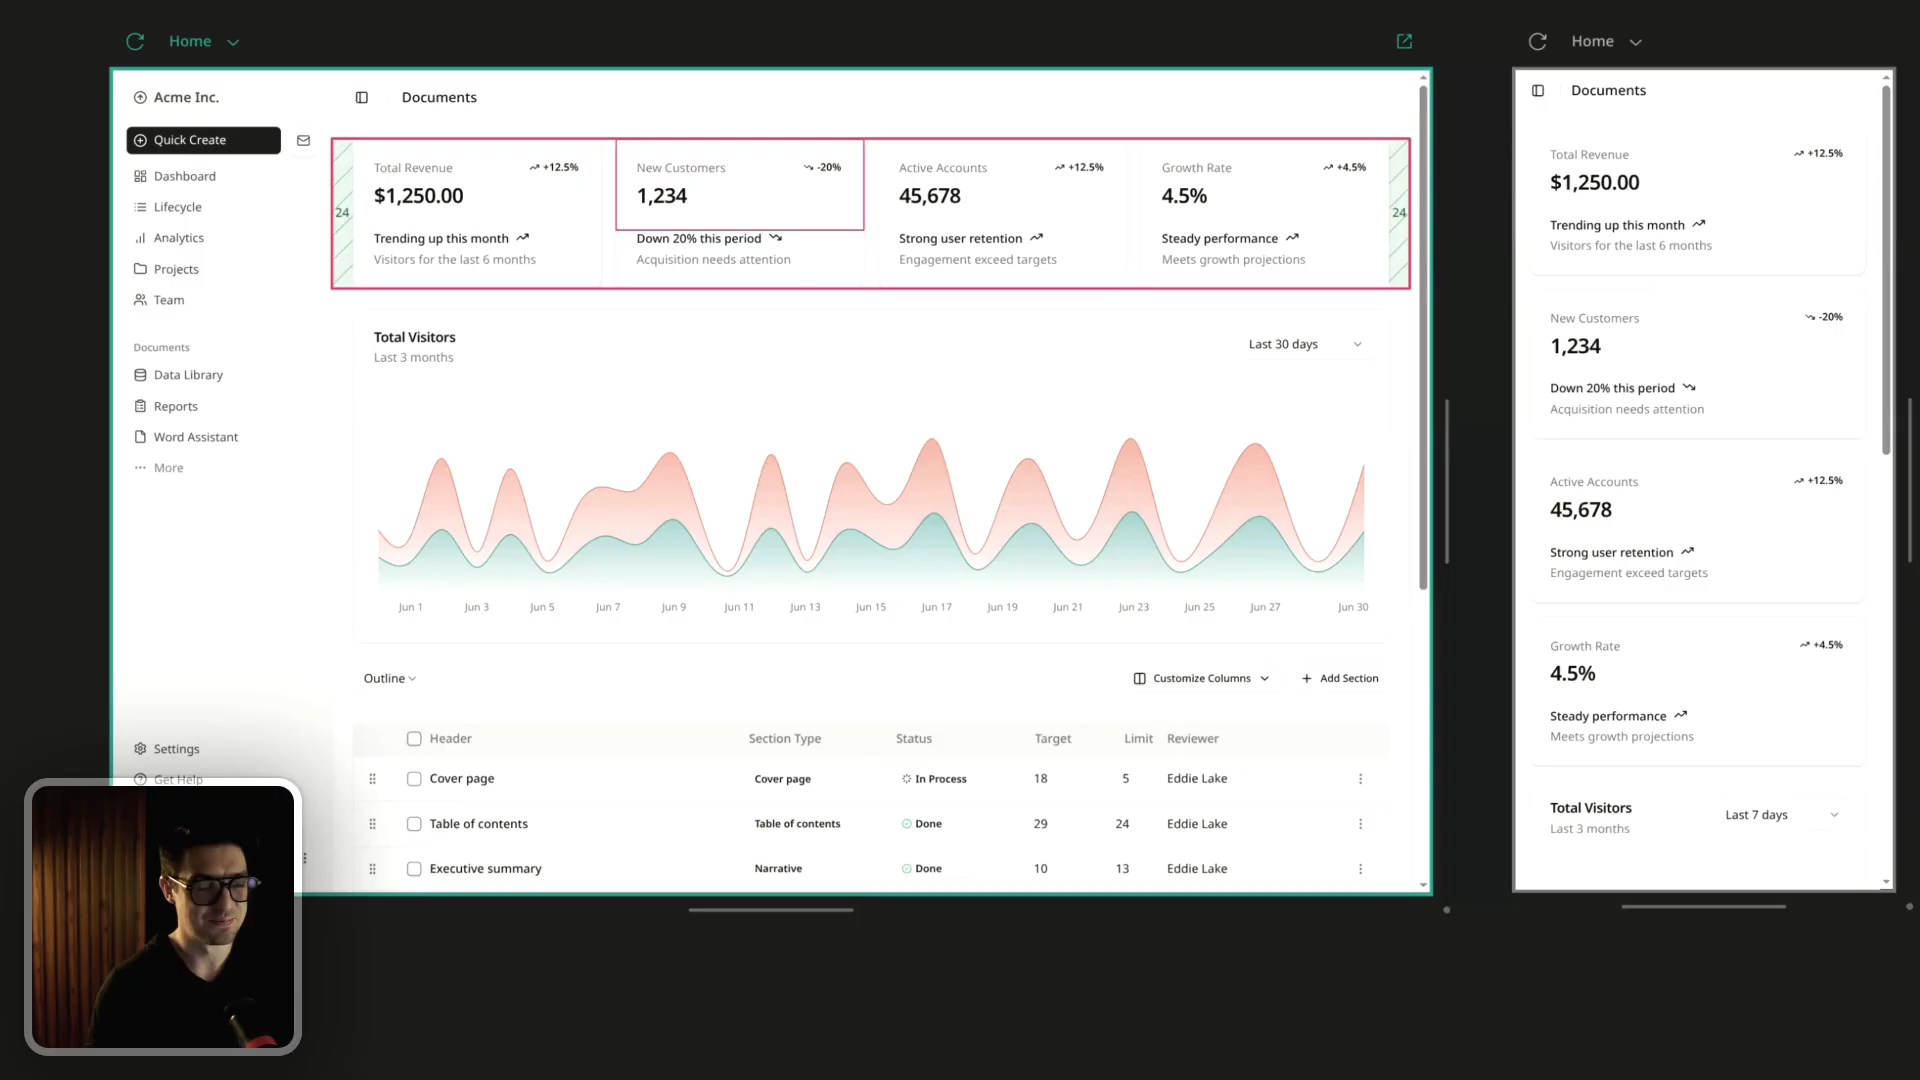 Home
Home
Acme Inc.
Documents
Quick Create
Dashboard
Lifecycle
Analytics
Projects
Team
Documents
Data Library
Reports
Word Assistant
More
Settings
Get Help
24
Total Revenue +12.5%
$1,250.00
Trending up this month
Visitors for the last 6 months
New Customers -20%
1,234
Down 20% this period
Acquisition needs attention
Active Accounts +12.5%
45,678
Strong user retention
Engagement exceed targets
Growth Rate +4.5%
4.5%
Steady performance
Meets growth projections
24
Total Visitors
Last 3 months
Last 30 days
Jun 1 Jun 3 Jun 5 Jun 7 Jun 9 Jun 11 Jun 13 Jun 15 Jun 17 Jun 19 Jun 21 Jun 23 Jun 25 Jun 27 Jun 30
Outline Customize Columns Add Section
Header Section Type Status Target Limit Reviewer
Cover page Cover page In Process 18 5 Eddie Lake
Table of contents Table of contents Done 29 24 Eddie Lake
Executive summary Narrative Done 10 13 Eddie Lake
Documents
Total Revenue +12.5%
$1,250.00
Trending up this month
Visitors for the last 6 months
New Customers -20%
1,234
Down 20% this period
Acquisition needs attention
Active Accounts +12.5%
45,678
Strong user retention
Engagement exceed targets
Growth Rate +4.5%
4.5%
Steady performance
Meets growth projections
Total Visitors
Last 3 months
Last 7 days